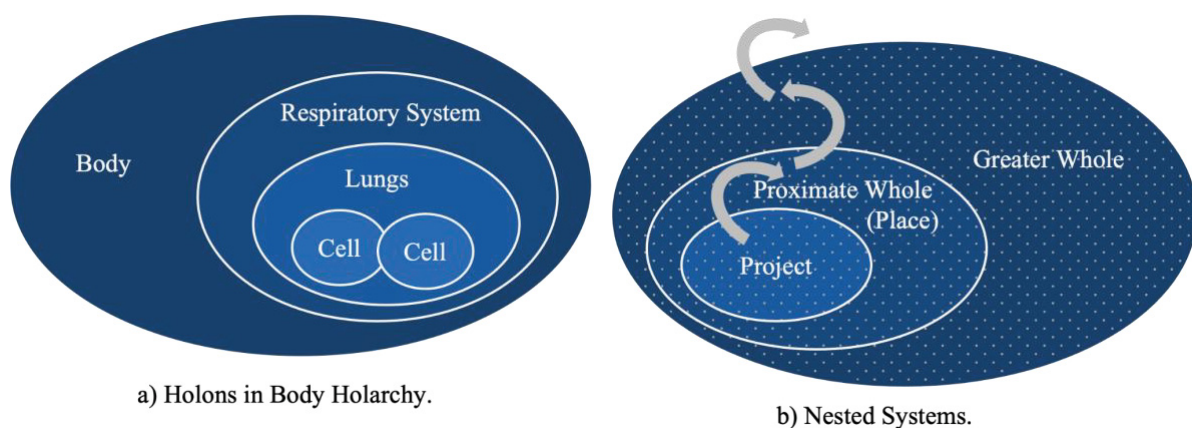 Respiratory System
Body
Lungs
Cell
Cell
a) Holons in Body Holarchy.
Greater Whole
Proximate Whole
(Place)
Project
b) Nested Systems.